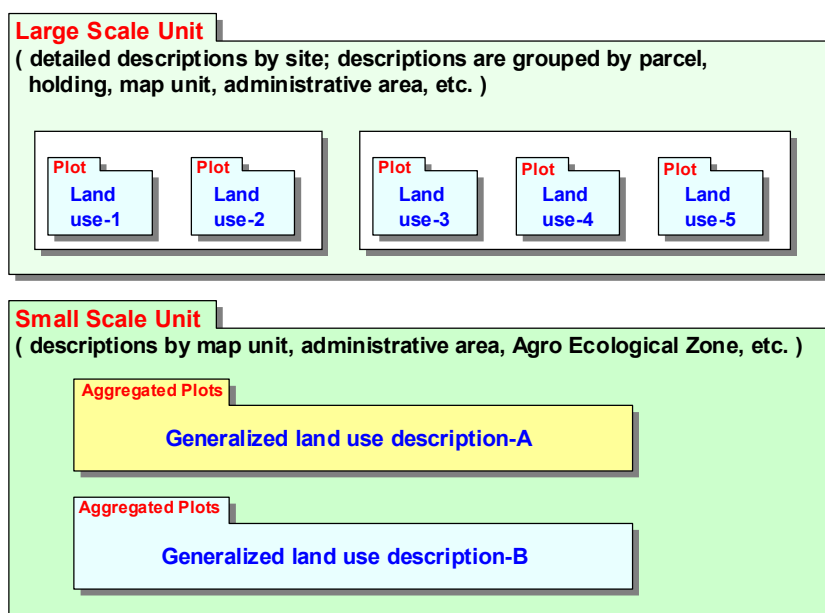 Large Scale Unit
( detailed descriptions by site; descriptions are grouped by parcel,
holding, map unit, administrative area, etc. )
Plot
Land
use-1
Plot
Land
use-2
Plot
Land
use-3
Plot
Land
use-4
Plot
Land
use-5
Small Scale Unit
( descriptions by map unit, administrative area, Agro Ecological Zone, etc. )
Aggregated Plots
Generalized land use description-A
Aggregated Plots
Generalized land use description-B